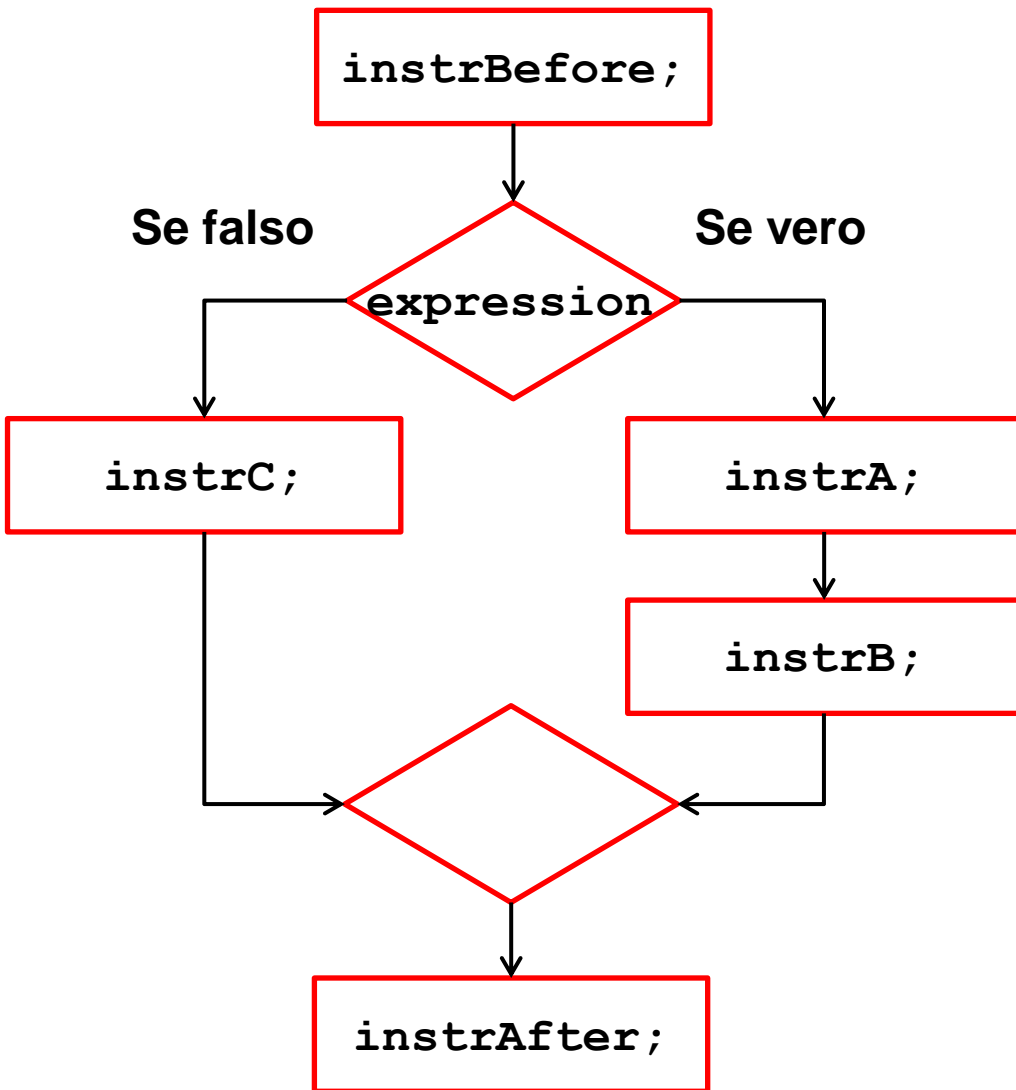 instrBefore;
Se falso
Se vero
expression
instrC;
instrA;
instrB;
instrAfter;